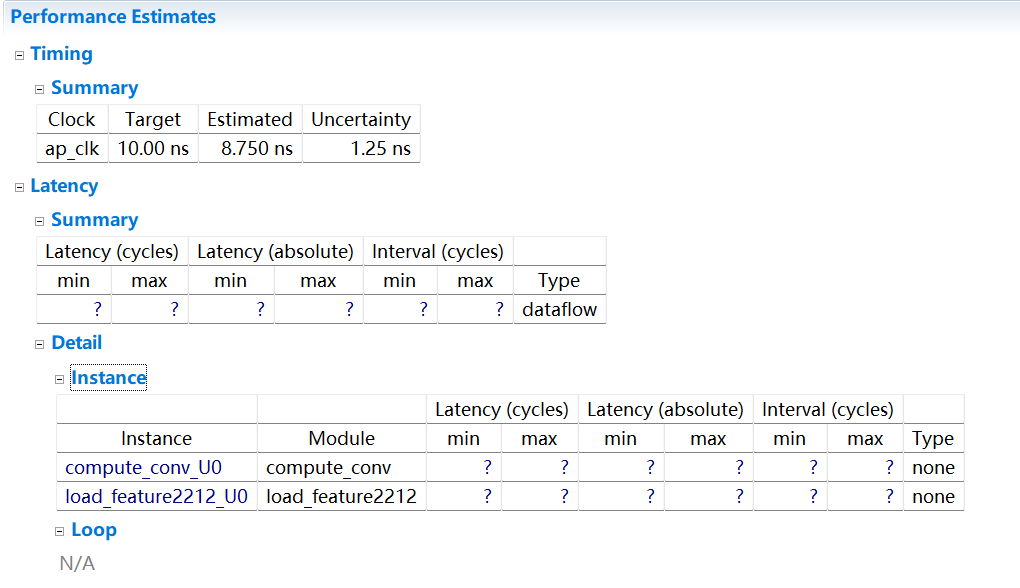 Performance Estimates
Timing
Summary
Clock Target Estimated Uncertainty
ap_clk 10.00 ns 8.750 ns 1.25 ns
Latency
Summary
Latency (cycles) Latency (absolute) Interval (cycles)
min max min max min max Type
? ? ? ? ? ? dataflow
Detail
Instance
Latency (cycles) Latency (absolute) Interval (cycles)
Instance Module min max min max min max Type
compute_conv_U0 compute_conv ? ? ? ? ? ? none
load_feature2212_U0 load_feature2212 ? ? ? ? ? ? none
Loop
N/A